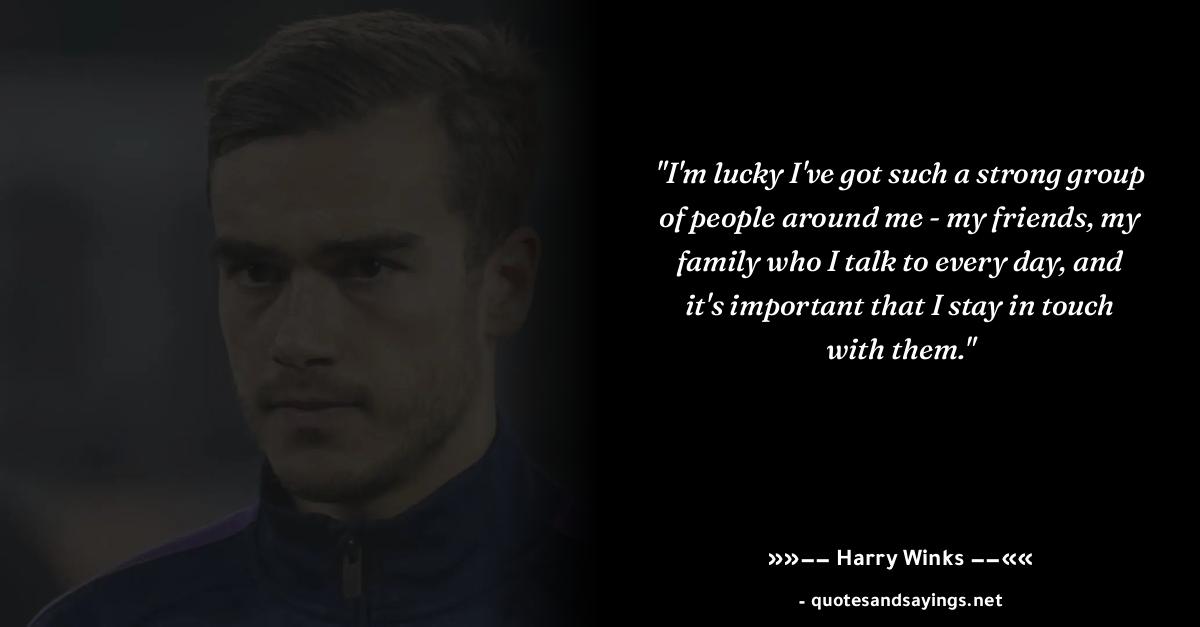 "I'm lucky I've got such a strong group
of people around me - my friends, my
family who I talk to every day, and
it's important that I stay in touch
with them."
»»–– Harry Winks ––««
- quotesandsayings.net